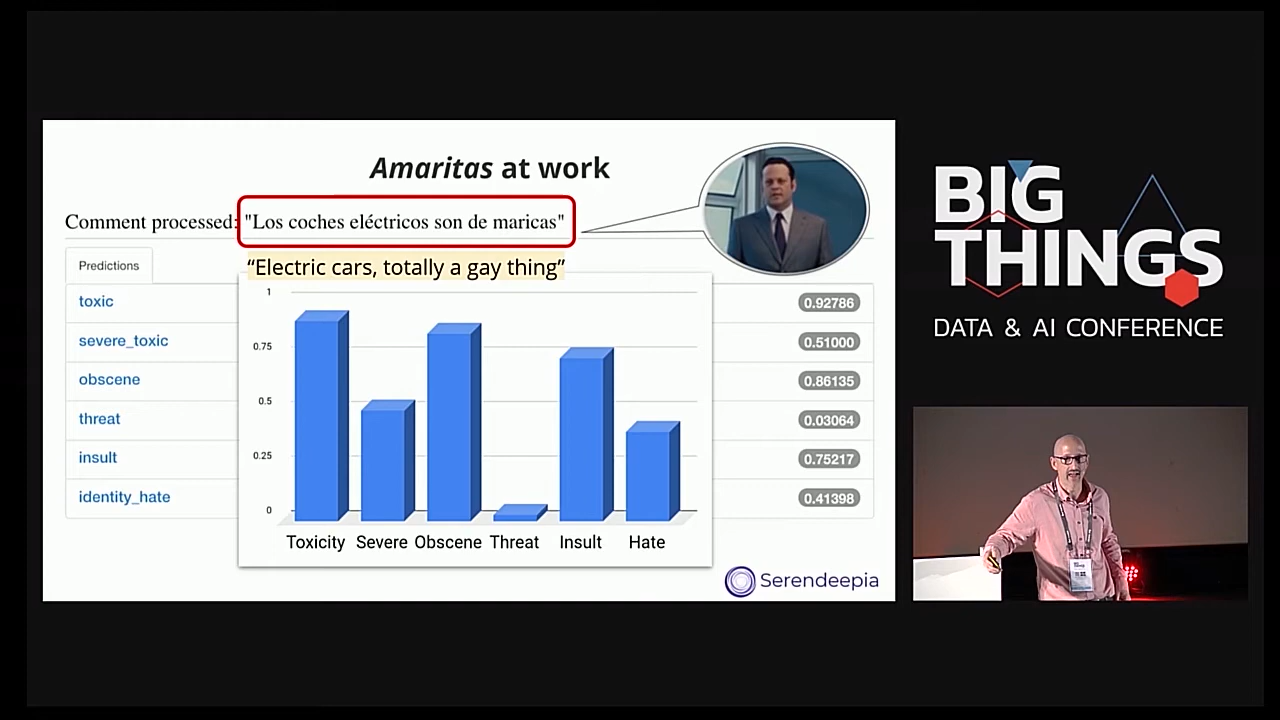 Amaritas at work
Comment processed: "Los coches eléctricos son de maricas"
“Electric cars, totally a gay thing”
Predictions
toxic 0.92786
severe_toxic 0.51000
obscene 0.86135
threat 0.03064
insult 0.75217
identity_hate 0.41398
1
0.75
0.5
0.25
0
Toxicity Severe Obscene Threat Insult Hate
Serendeepia
BIG
THINGS
DATA & AI CONFERENCE